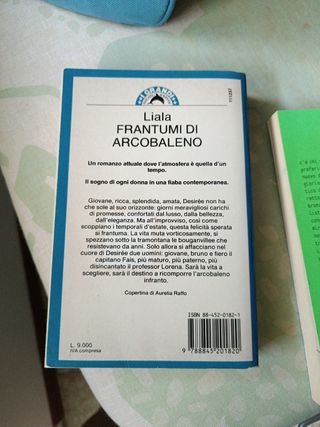 I GRANDI
111237
Liala
FRANTUMI DI
ARCOBALENO
Un romanzo attuale dove l'atmosfera è quella d'un
tempo.
Il sogno di ogni donna in una fiaba contemporanea.
Giovane, ricca, splendida, amata, Desirée non ha
che sole al suo orizzonte: giorni meravigliosi carichi
di promesse, confortati dal lusso, dalla bellezza,
dall'eleganza. Ma all'improvviso, così come
scoppiano i temporali d'estate, questa felicità sperata
si frantuma. La vita muta vorticosamente, si
spezzano sotto la tramontana le bouganvillee che
resistevano da anni. Solo allora si affacciano nel
cuore di Desirée due uomini: giovane, bruno e fiero il
capitano Fais, più maturo, più paterno, più
disincantato il professor Lorena. Sarà la vita a
scegliere, sarà il destino a ricomporre l'arcobaleno
infranto.
Copertina di Aurelia Raffo
ISBN 88-452-0182-1
L. 9.000
IVA compresa
9 788845 201820